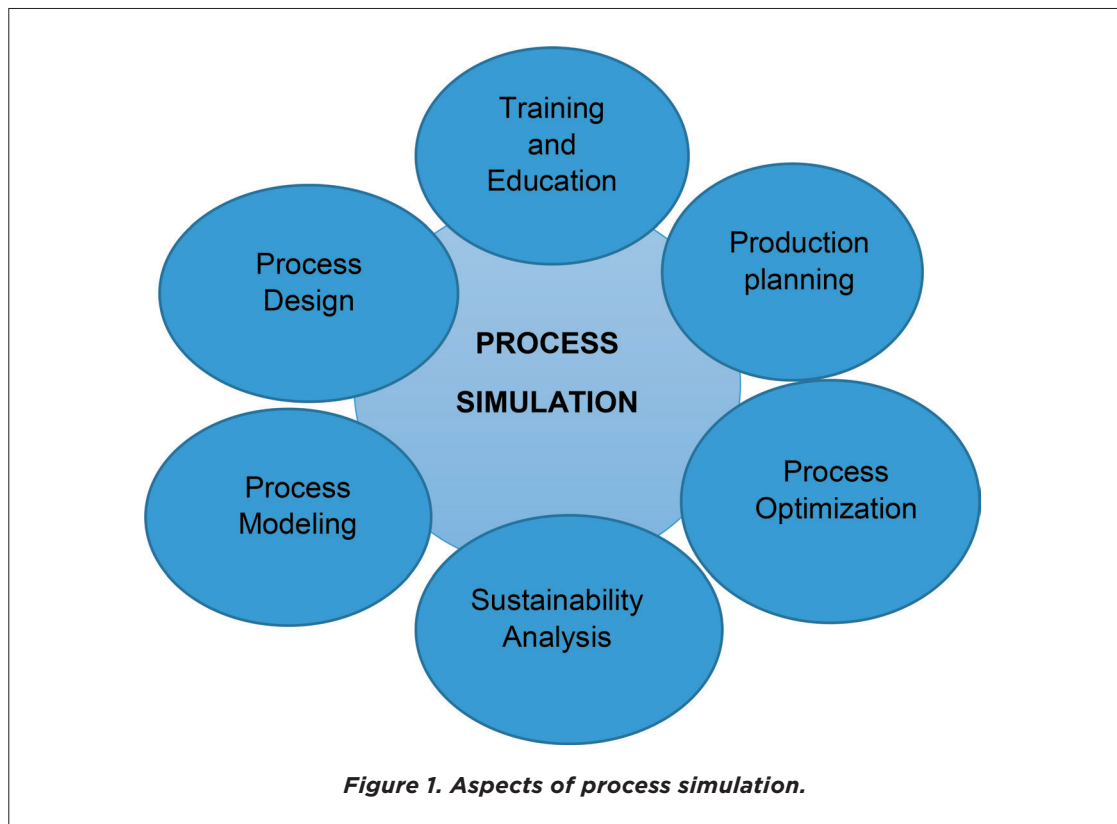 Training
and
Education
Production
planning
Process
Design
PROCESS
SIMULATION
Process
Optimization
Process
Modeling
Sustainability
Analysis
Figure 1. Aspects of process simulation.